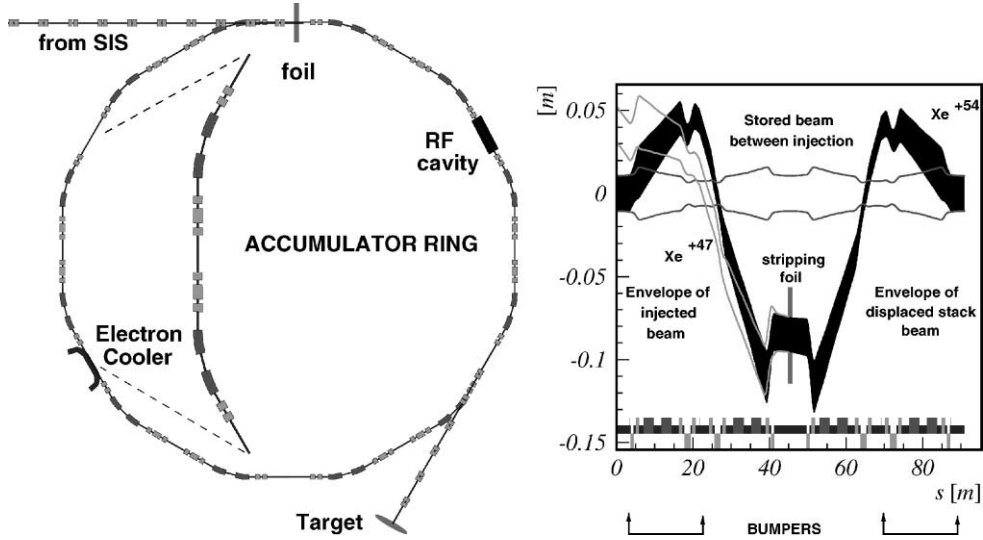 from SIS
foil
RF
cavity
ACCUMULATOR RING
Electron
Cooler
Target
[m]
0.05
0
-0.05
-0.1
-0.15
Xe +54
Stored beam
between injection
Xe +47
stripping
foil
Envelope of
injected
beam
Envelope of
displaced stack
beam
0 20 40 60 80
s [m]
BUMPERS